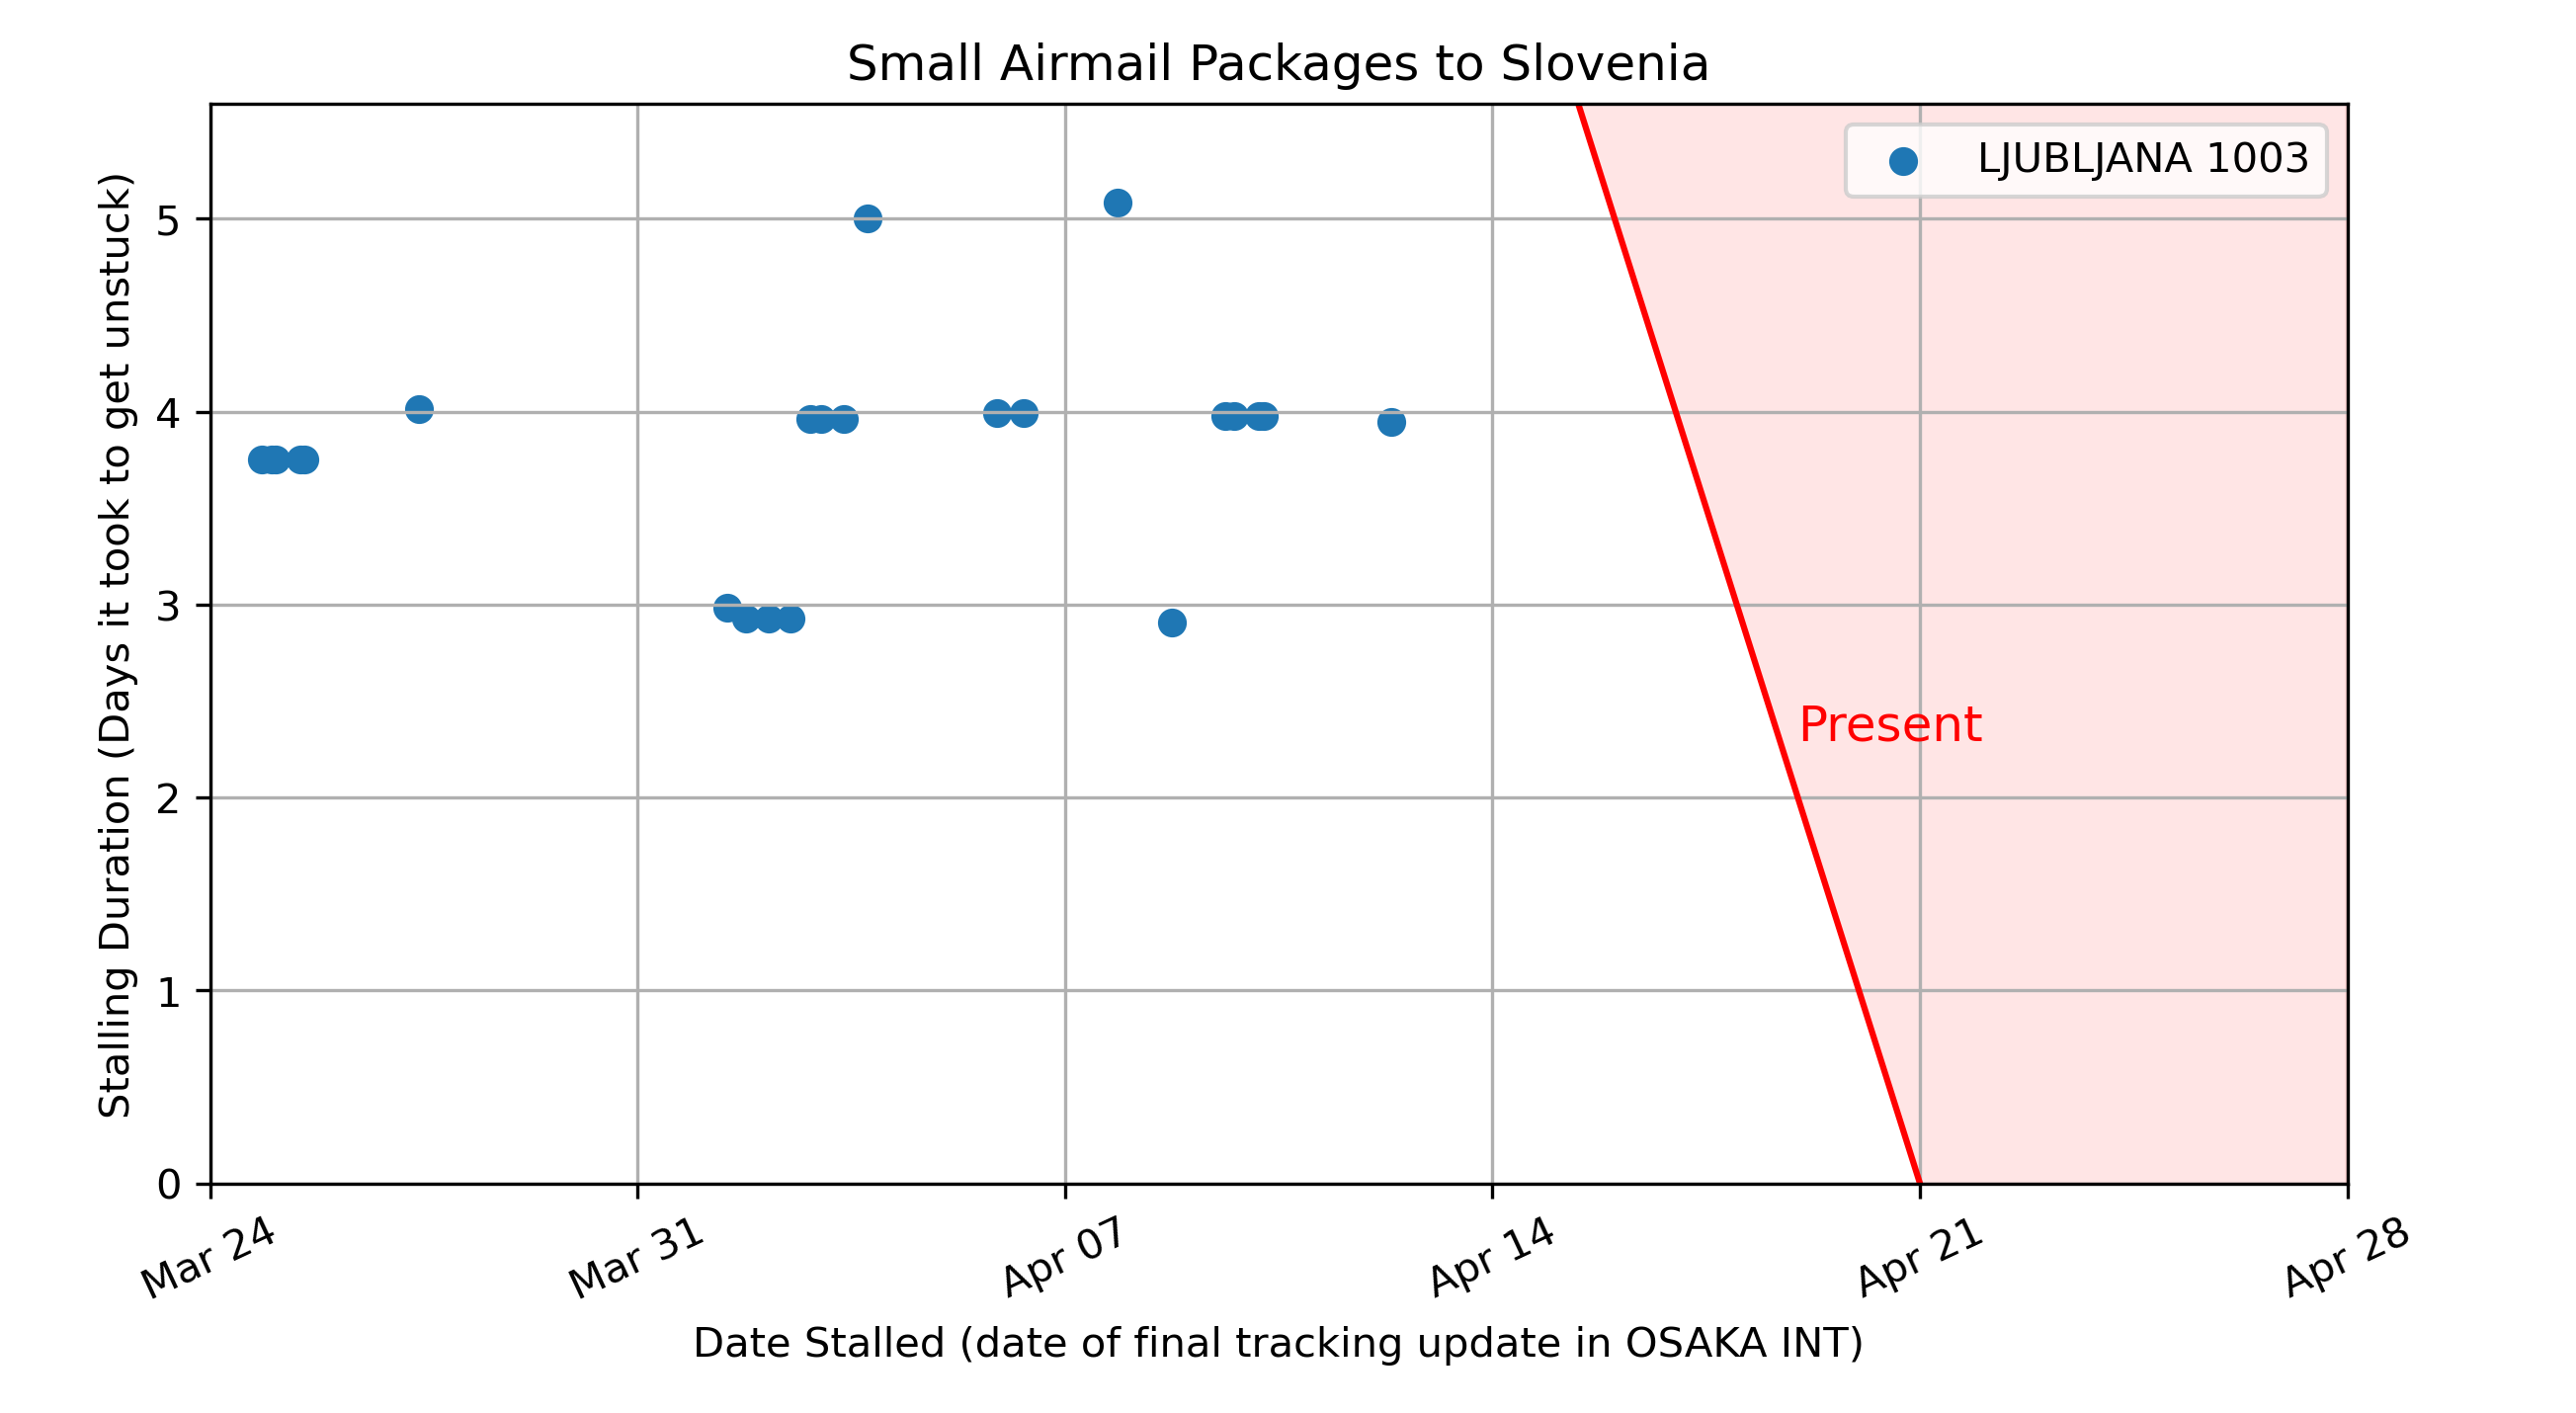 Small Airmail Packages to Slovenia
LJUBLJANA 1003
Stalling Duration (Days it took to get unstuck)
5
4
3
2
1
0
Present
Mar 24
Mar 31
Apr 07
Apr 14
Apr 21
Apr 28
Date Stalled (date of final tracking update in OSAKA INT)